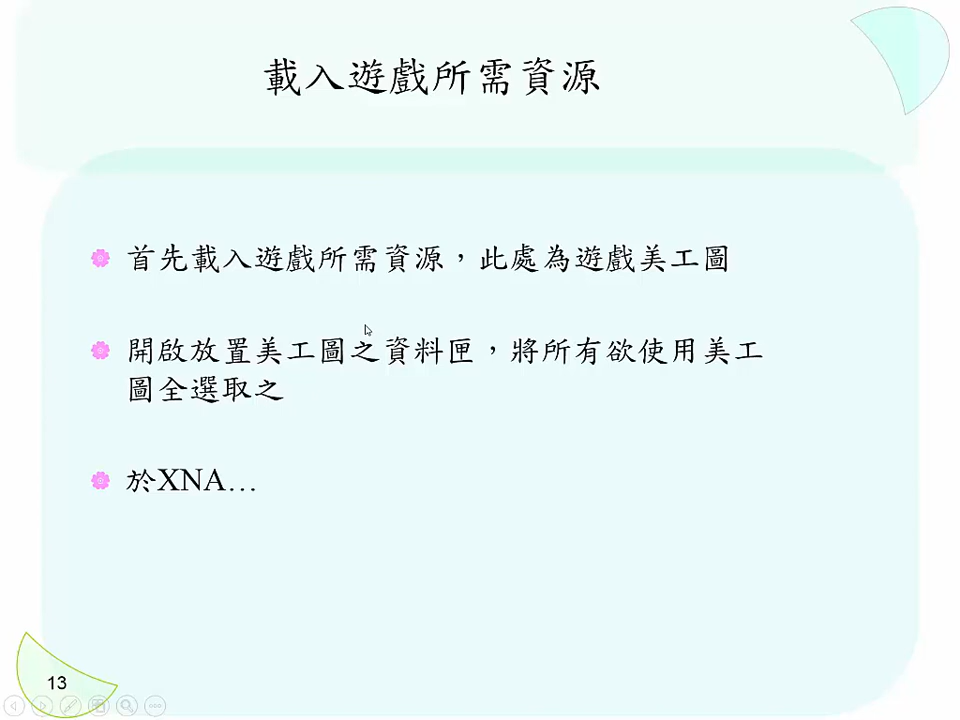 載入遊戲所需資源
首先載入遊戲所需資源，此處為遊戲美工圖
開啟放置美工圖之資料匣，將所有欲使用美工
圖全選取之
於XNA…
13